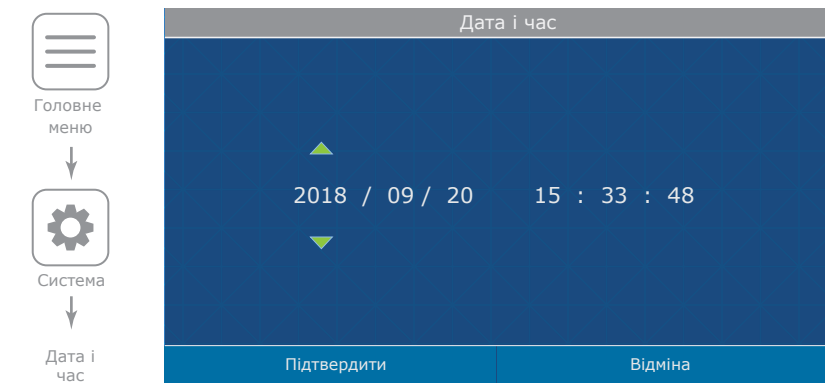 Головне
меню
Система
Дата і
час
Дата і час
2018 / 09 / 20 15 : 33 : 48
Підтвердити Відміна